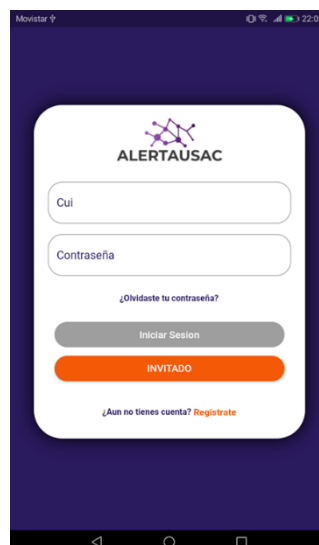 Movistar 22:0
ALERTAUSAC
Cui
Contraseña
¿Olvidaste tu contraseña?
Iniciar Sesion
INVITADO
¿Aun no tienes cuenta? Registrate